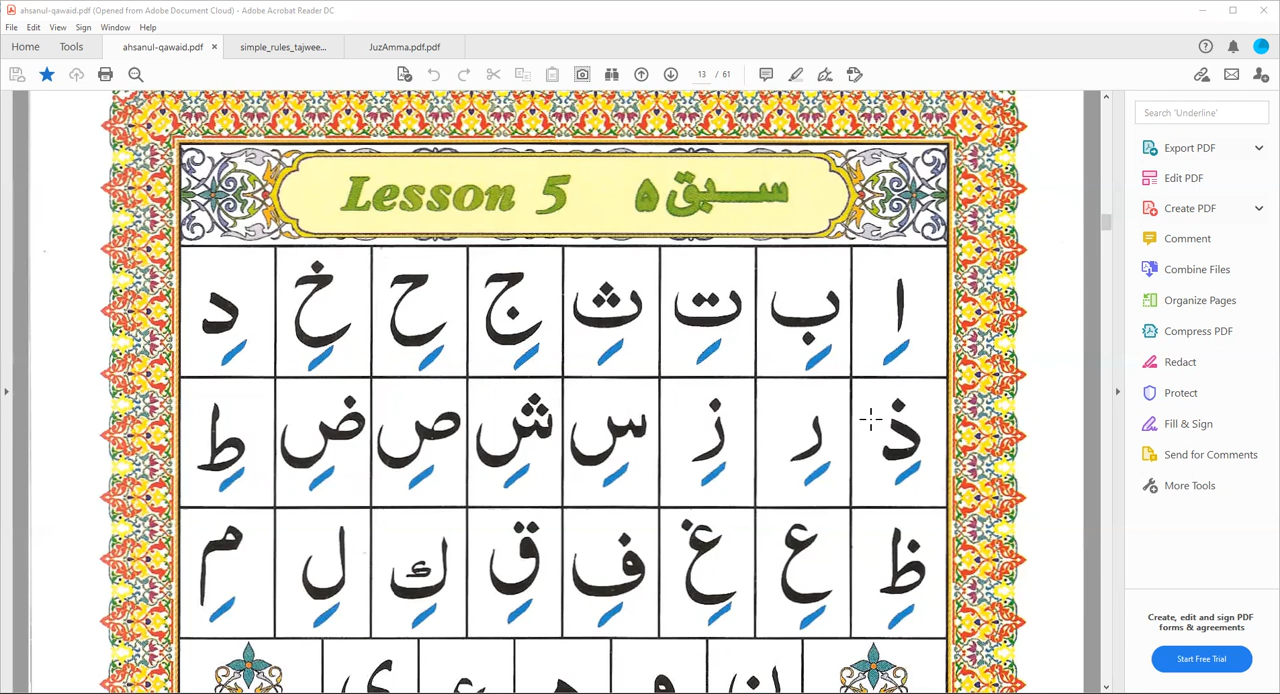 ahsanul-qawaid.pdf (Opened from Adobe Document Cloud) - Adobe Acrobat Reader DC
File Edit View Sign Window Help
Home Tools ahsanul-qawaid.pdf × simple_rules_tajwee... JuzAmma.pdf.pdf
13 / 61
Search 'Underline'
Export PDF
Edit PDF
Create PDF
Comment
Combine Files
Organize Pages
Compress PDF
Redact
Protect
Fill & Sign
Send for Comments
More Tools
Create, edit and sign PDF
forms & agreements
Start Free Trial
Lesson 5 سبق ۵
اِ بِ تِ ثِ جِ حِ خِ دِ
ذِ رِ زِ سِ شِ صِ ضِ طِ
ظِ عِ غِ فِ قِ كِ لِ مِ